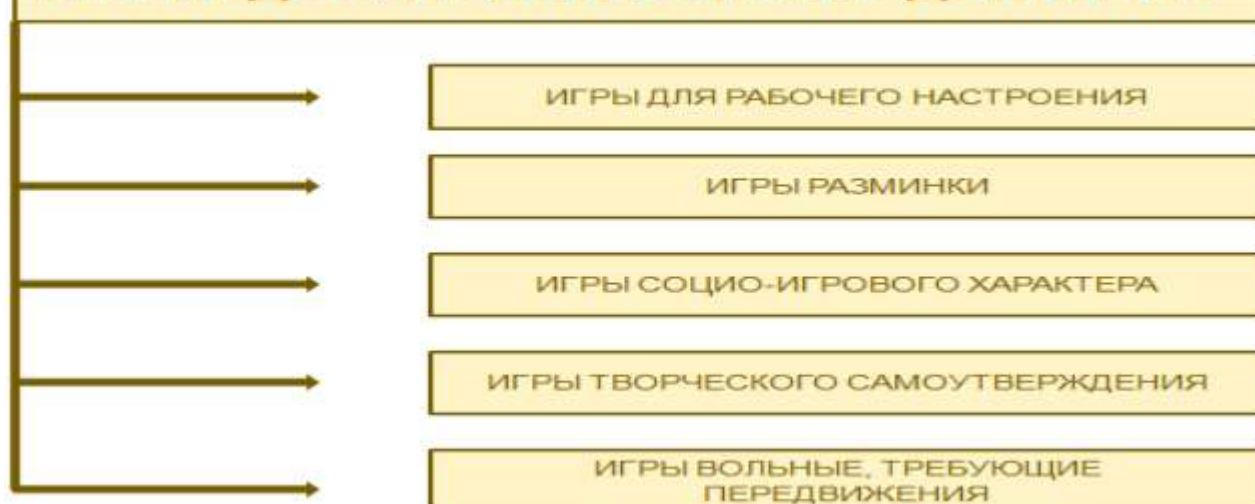 ИГРЫ ДЛЯ РАБОЧЕГО НАСТРОЕНИЯ
ИГРЫ РАЗМИНКИ
ИГРЫ СОЦИО-ИГРОВОГО ХАРАКТЕРА
ИГРЫ ТВОРЧЕСКОГО САМОУТВЕРЖДЕНИЯ
ИГРЫ ВОЛЬНЫЕ, ТРЕБУЮЩИЕ
ПЕРЕДВИЖЕНИЯ